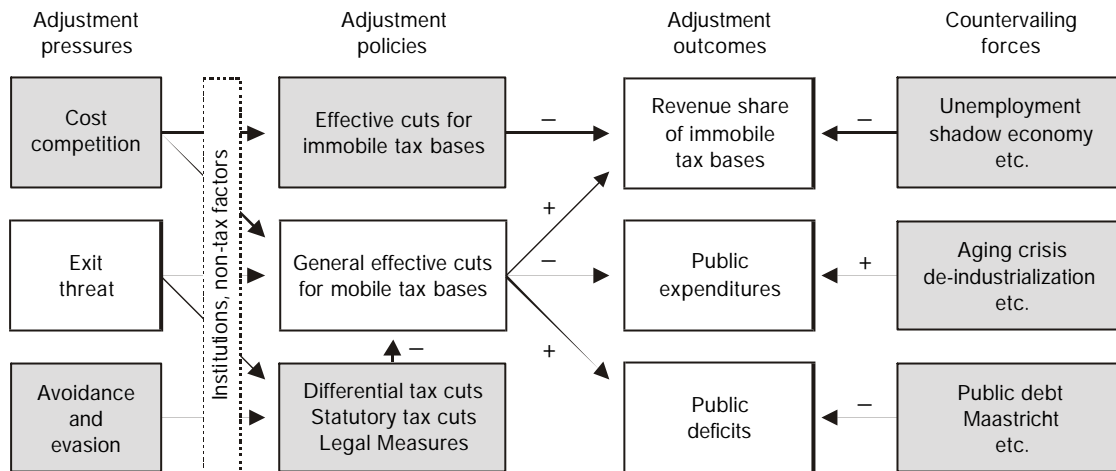 Adjustment
pressures
Adjustment
policies
Adjustment
outcomes
Countervailing
forces
Cost
competition
Institutions, non-tax factors
Effective cuts for
immobile tax bases
–
Revenue share
of immobile
tax bases
–
Unemployment
shadow economy
etc.
+
Exit
threat
General effective cuts
for mobile tax bases
–
Public
expenditures
+
Aging crisis
de-industrialization
etc.
–
+
Avoidance
and
evasion
Differential tax cuts
Statutory tax cuts
Legal Measures
Public
deficits
–
Public debt
Maastricht
etc.